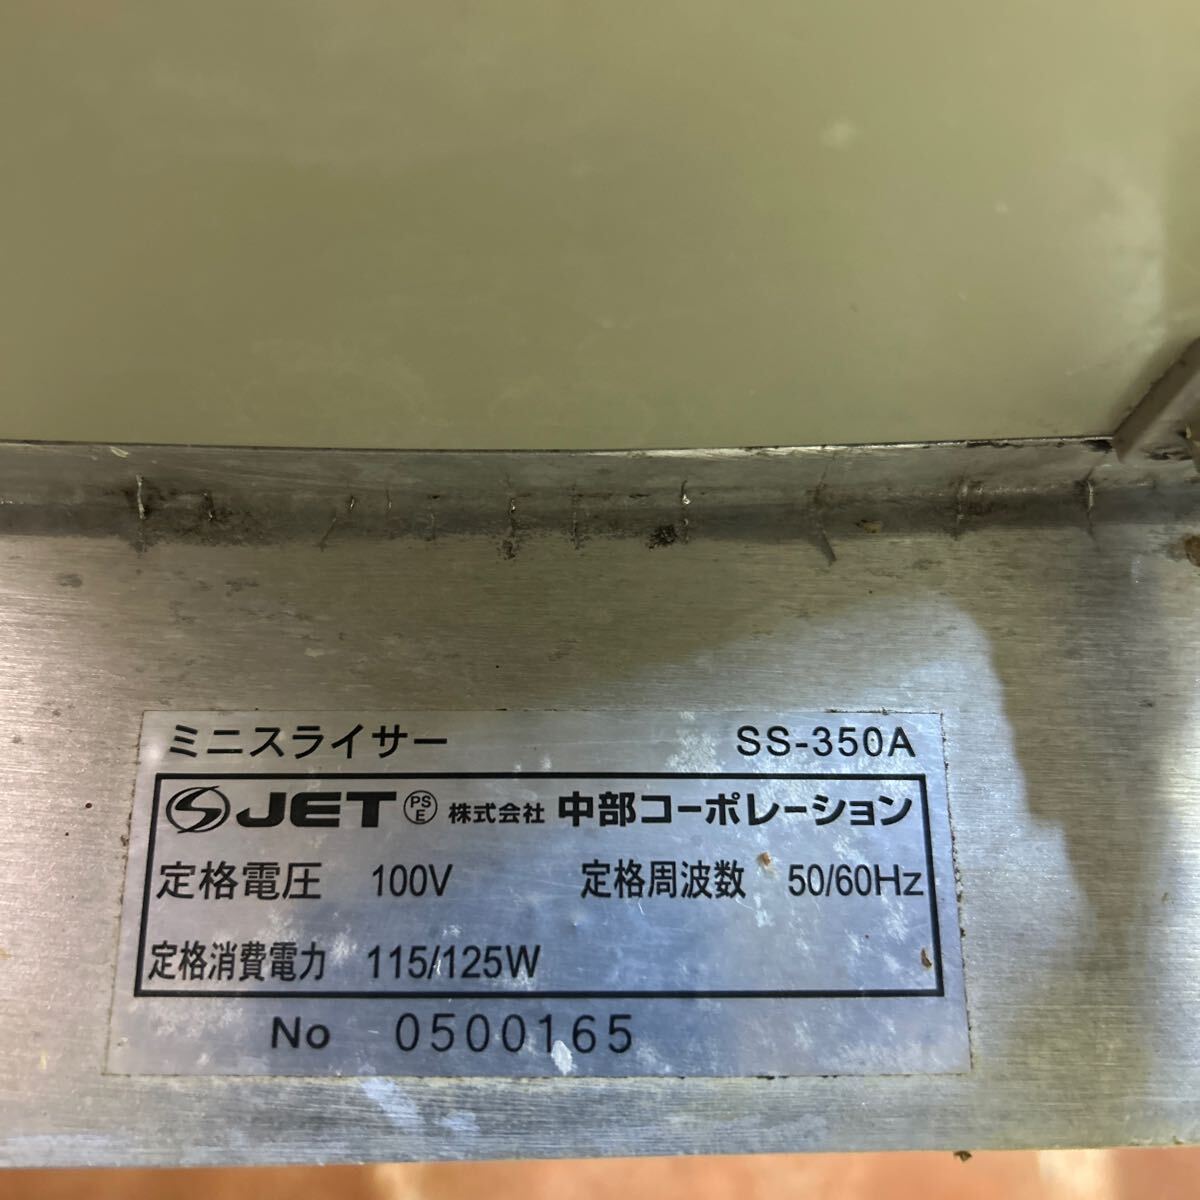 ミニスライサー SS-350A
JET PSE 株式会社 中部コーポレーション
定格電圧 100V 定格周波数 50/60Hz
定格消費電力 115/125W
No 0500165